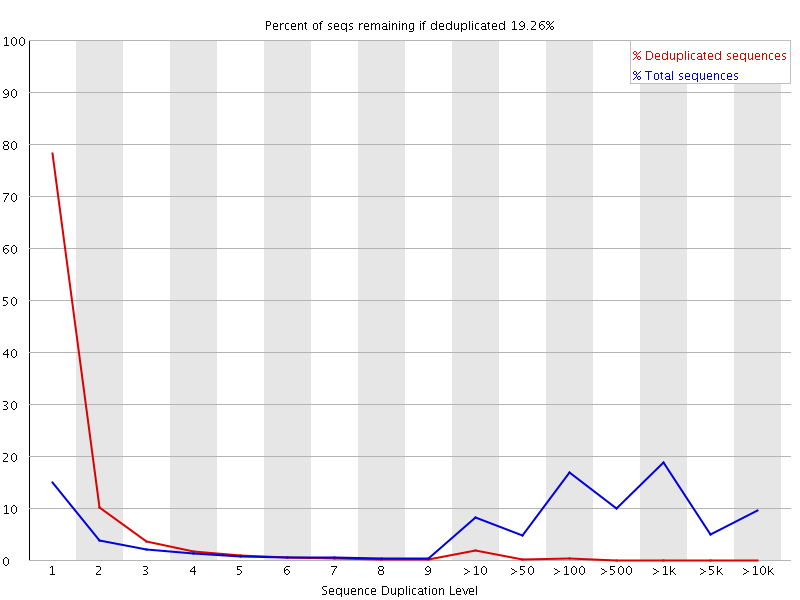 Percent of seqs remaining if deduplicated 19.26%
% Deduplicated sequences
% Total sequences
100
90
80
70
60
50
40
30
20
10
0
1 2 3 4 5 6 7 8 9 >10 >50 >100 >500 >1k >5k >10k
Sequence Duplication Level